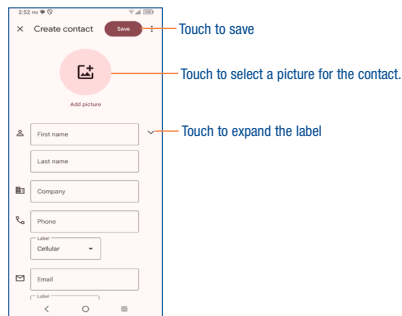 2:52 PM
Create contact
Save
Touch to save
Touch to select a picture for the contact.
Add picture
First name
Touch to expand the label
Last name
Company
Phone
Label
Cellular
Email
Label